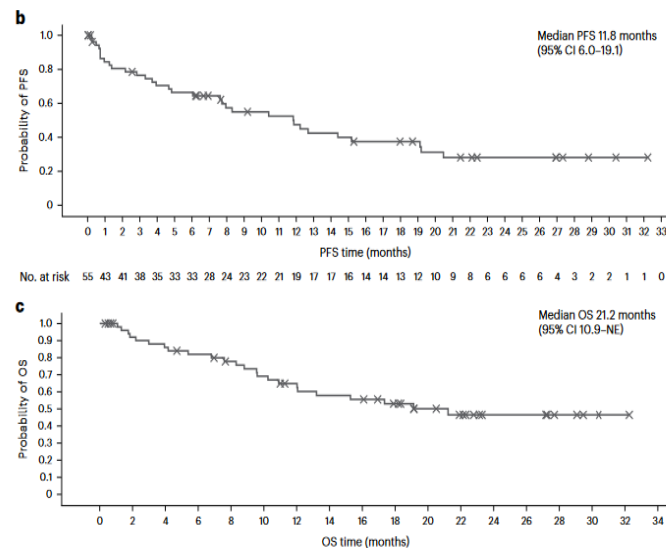 b
Median PFS 11.8 months
(95% CI 6.0–19.1)
1.0
0.8
0.6
0.4
0.2
0
Probability of PFS
0 1 2 3 4 5 6 7 8 9 10 11 12 13 14 15 16 17 18 19 20 21 22 23 24 25 26 27 28 29 30 31 32 33
PFS time (months)
No. at risk 55 43 41 38 35 33 33 28 24 23 22 21 19 17 17 16 14 14 13 12 10 9 8 6 6 6 6 4 3 2 2 1 1 0
c
Median OS 21.2 months
(95% CI 10.9–NE)
1.0
0.9
0.8
0.7
0.6
0.5
0.4
0.3
0.2
0.1
0
Probability of OS
0 2 4 6 8 10 12 14 16 18 20 22 24 26 28 30 32 34
OS time (months)